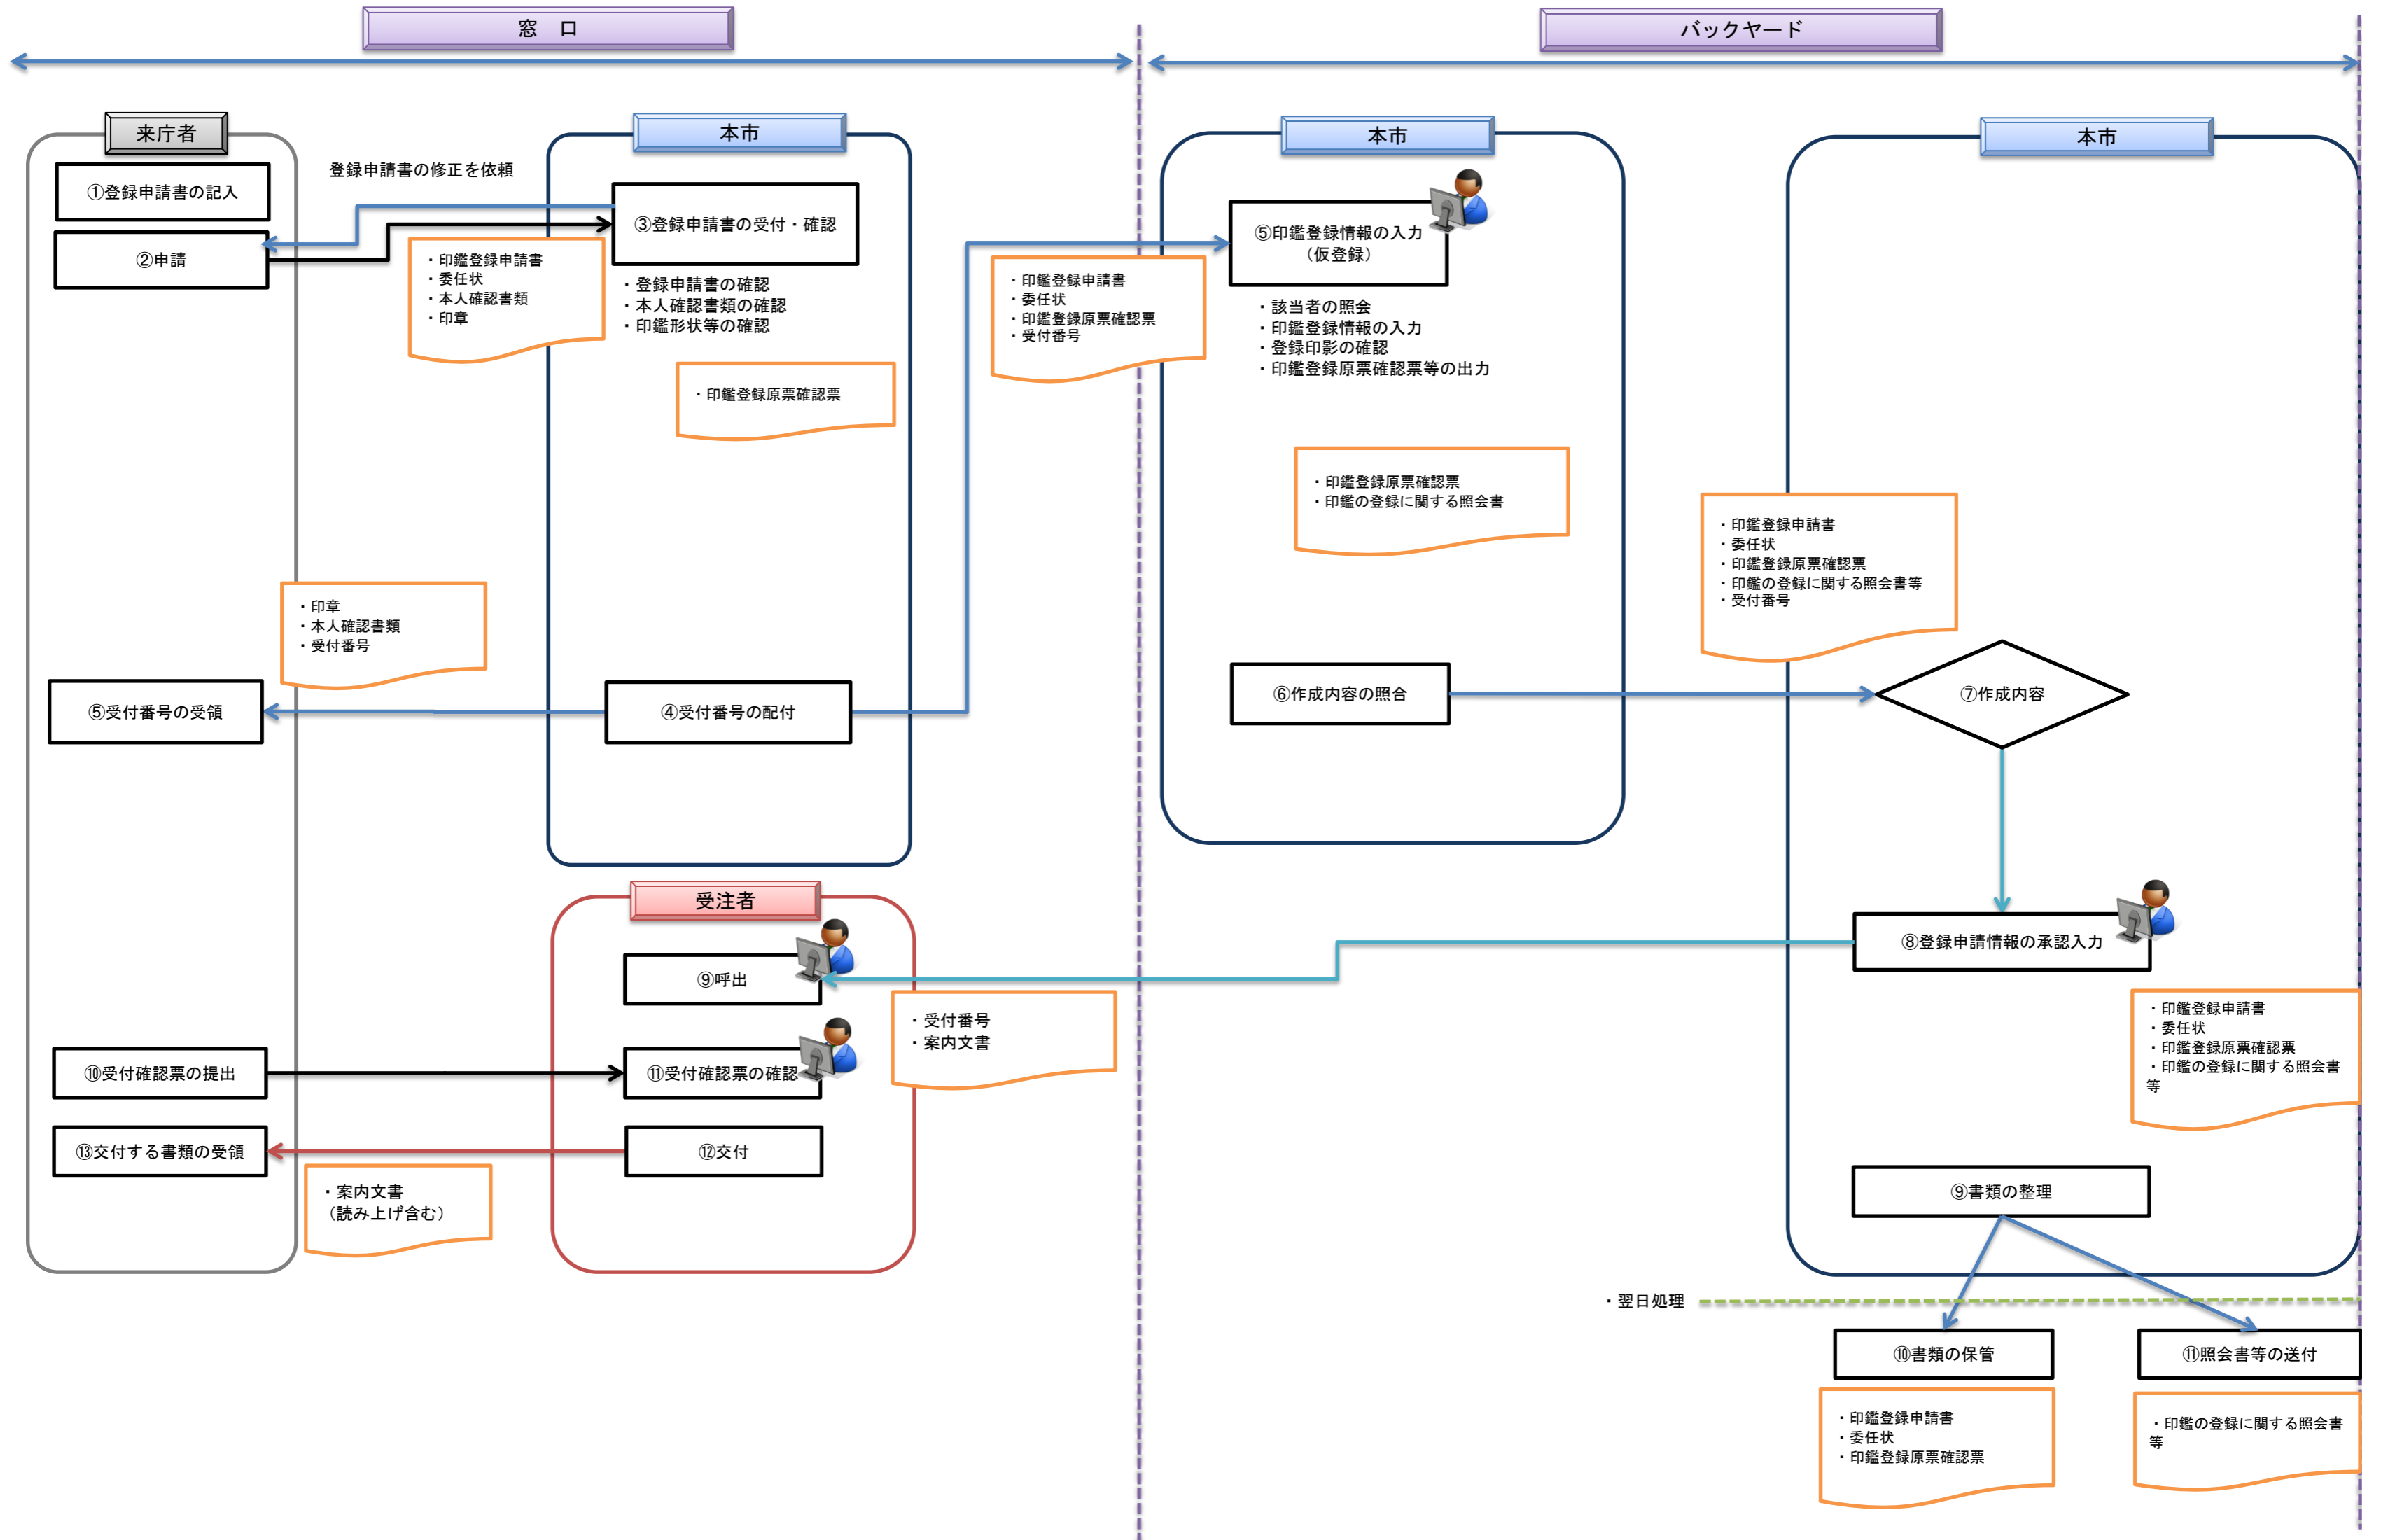 窓　口
バックヤード
来庁者
本市
本市
本市
①登録申請書の記入
登録申請書の修正を依頼
②申請
③登録申請書の受付・確認
・印鑑登録申請書
・委任状
・本人確認書類
・印章
・登録申請書の確認
・本人確認書類の確認
・印鑑形状等の確認
・印鑑登録原票確認票
・印鑑登録申請書
・委任状
・印鑑登録原票確認票
・受付番号
⑤印鑑登録情報の入力
（仮登録）
・該当者の照会
・印鑑登録情報の入力
・登録印影の確認
・印鑑登録原票確認票等の出力
・印鑑登録原票確認票
・印鑑の登録に関する照会書
・印鑑登録申請書
・委任状
・印鑑登録原票確認票
・印鑑の登録に関する照会書等
・受付番号
・印章
・本人確認書類
・受付番号
⑤受付番号の受領
④受付番号の配付
⑥作成内容の照合
⑦作成内容
受注者
⑧登録申請情報の承認入力
⑨呼出
・受付番号
・案内文書
・印鑑登録申請書
・委任状
・印鑑登録原票確認票
・印鑑の登録に関する照会書
等
⑩受付確認票の提出
⑪受付確認票の確認
⑬交付する書類の受領
⑫交付
・案内文書
（読み上げ含む）
⑨書類の整理
・翌日処理
⑩書類の保管
⑪照会書等の送付
・印鑑登録申請書
・委任状
・印鑑登録原票確認票
・印鑑の登録に関する照会書
等